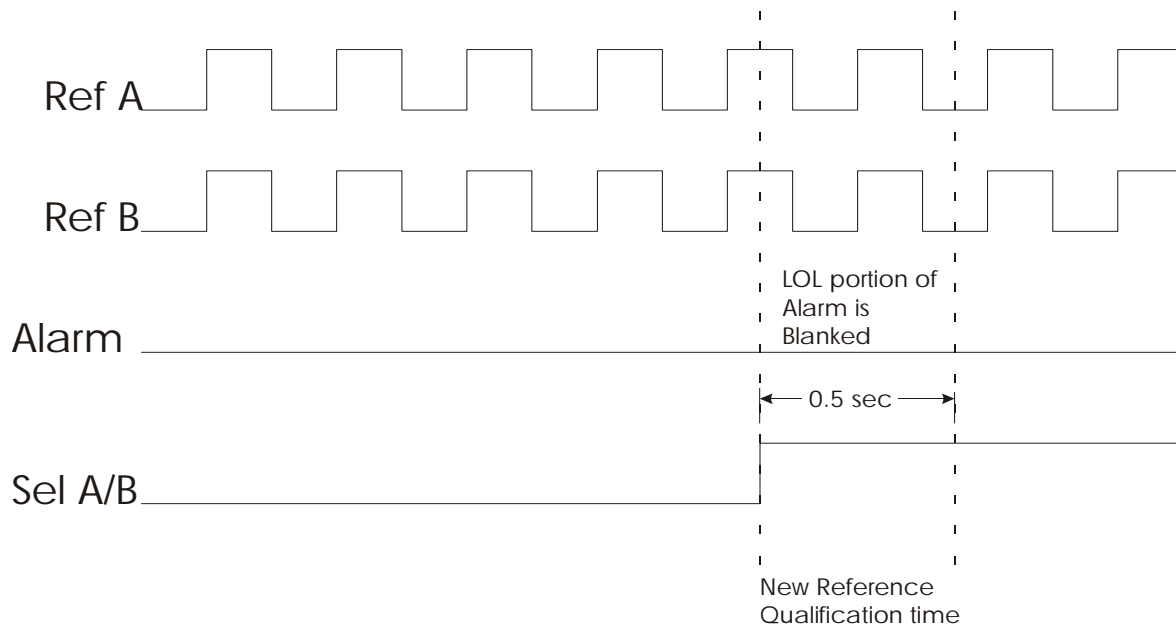 Ref A
Ref B
LOL portion of
Alarm is
Blanked
Alarm
0.5 sec
Sel A/B
New Reference
Qualification time